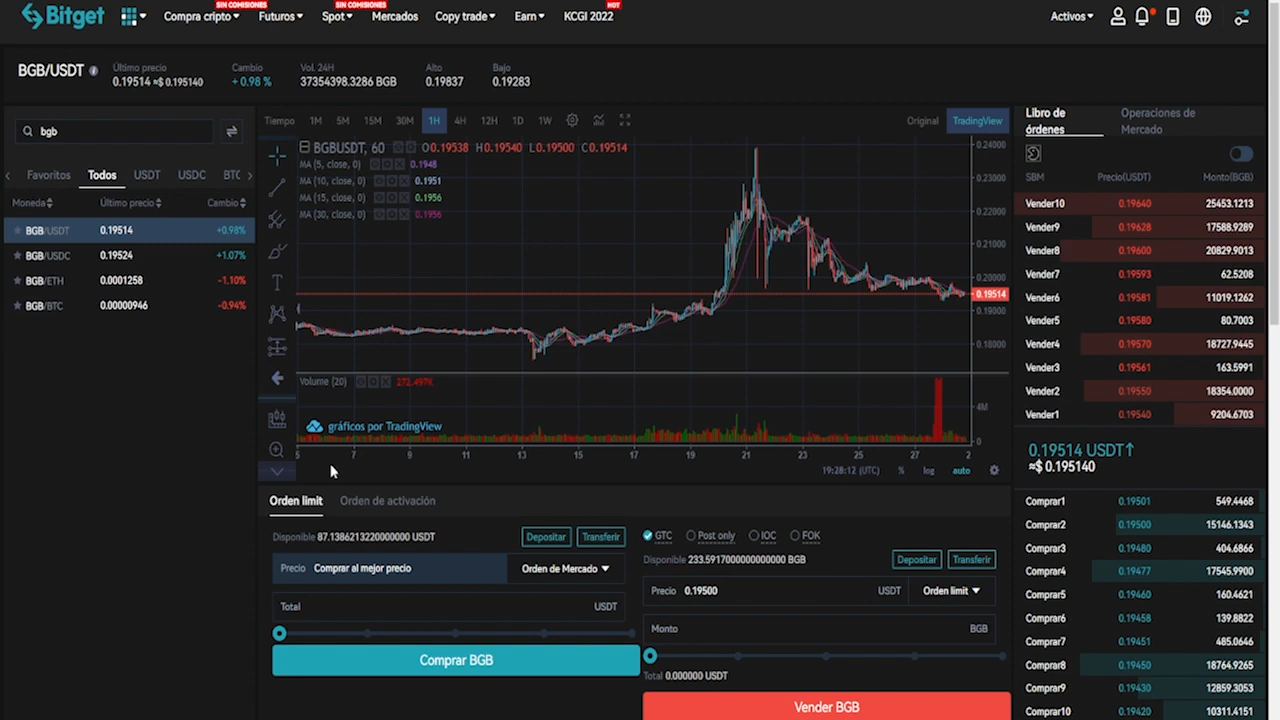 Bitget
Compra cripto
SIN COMISIONES
Futuros
Spot
SIN COMISIONES
Mercados
Copy trade
Earn
KCGI 2022
HOT
Activos
BGB/USDT
Último precio
0.19514 ≈$ 0.195140
Cambio
+ 0.98 %
Vol. 24H
37354398.3286 BGB
Alto
0.19837
Bajo
0.19283
bgb
Favoritos Todos USDT USDC BTC
Moneda Último precio Cambio
BGB/USDT 0.19514 +0.98%
BGB/USDC 0.19524 +1.07%
BGB/ETH 0.0001258 -1.10%
BGB/BTC 0.00000946 -0.94%
Tiempo 1M 5M 15M 30M 1H 4H 12H 1D 1W
Original TradingView
BGBUSDT, 60 O0.19538 H0.19540 L0.19500 C0.19514
MA (5, close, 0) 0.1948
MA (10, close, 0) 0.1951
MA (15, close, 0) 0.1956
MA (30, close, 0) 0.1956
0.24000
0.23000
0.22000
0.21000
0.20000
0.19514
0.19000
0.18000
Volume (20) 272.497K
4M
0
gráficos por TradingView
5 7 9 11 13 15 17 19 21 23 25 27 2
19:28:12 (UTC) % log auto
Orden limit Orden de activación
Disponible 87.1386213220000000 USDT
Depositar Transferir
Precio Comprar al mejor precio Orden de Mercado
Total USDT
Comprar BGB
GTC Post only IOC FOK
Disponible 233.5917000000000000 BGB
Depositar Transferir
Precio 0.19500 USDT Orden limit
Monto BGB
Total 0.000000 USDT
Vender BGB
Libro de
órdenes
Operaciones de
Mercado
SBM Precio(USDT) Monto(BGB)
Vender10 0.19640 25453.1213
Vender9 0.19628 17588.9289
Vender8 0.19600 20829.9013
Vender7 0.19593 62.5208
Vender6 0.19581 11019.1262
Vender5 0.19580 80.7003
Vender4 0.19570 18727.9445
Vender3 0.19561 163.5991
Vender2 0.19550 18354.0000
Vender1 0.19540 9204.6703
0.19514 USDT↑
≈$ 0.195140
Comprar1 0.19501 549.4468
Comprar2 0.19500 15146.1343
Comprar3 0.19480 404.6866
Comprar4 0.19477 17545.9900
Comprar5 0.19460 160.4621
Comprar6 0.19458 139.8822
Comprar7 0.19451 485.0646
Comprar8 0.19450 18764.9265
Comprar9 0.19430 12859.3053
Comprar10 0.19420 10311.4151